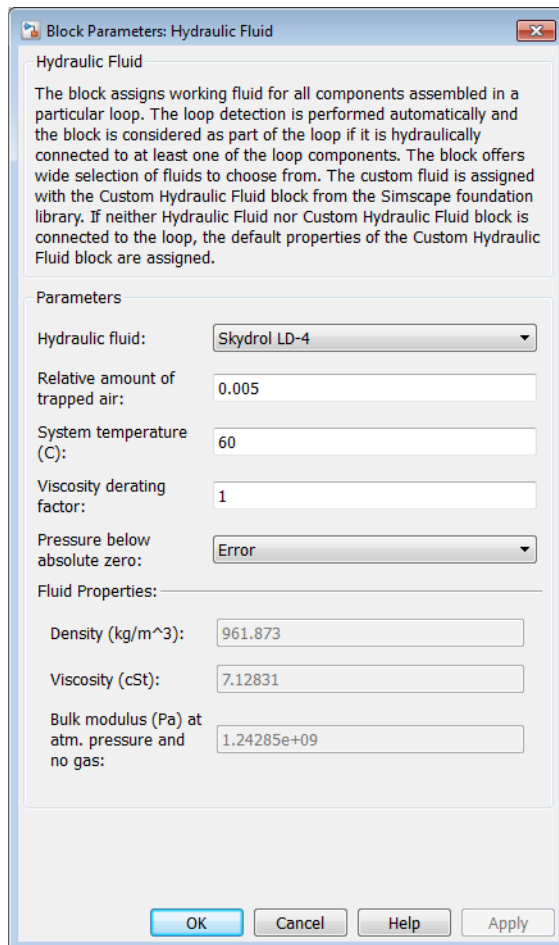 Block Parameters: Hydraulic Fluid
Hydraulic Fluid
The block assigns working fluid for all components assembled in a
particular loop. The loop detection is performed automatically and
the block is considered as part of the loop if it is hydraulically
connected to at least one of the loop components. The block offers
wide selection of fluids to choose from. The custom fluid is assigned
with the Custom Hydraulic Fluid block from the Simscape foundation
library. If neither Hydraulic Fluid nor Custom Hydraulic Fluid block is
connected to the loop, the default properties of the Custom Hydraulic
Fluid block are assigned.
Parameters
Hydraulic fluid: Skydrol LD-4
Relative amount of
trapped air: 0.005
System temperature
(C): 60
Viscosity derating
factor: 1
Pressure below
absolute zero: Error
Fluid Properties:
Density (kg/m^3): 961.873
Viscosity (cSt): 7.12831
Bulk modulus (Pa) at
atm. pressure and
no gas: 1.24285e+09
OK Cancel Help Apply